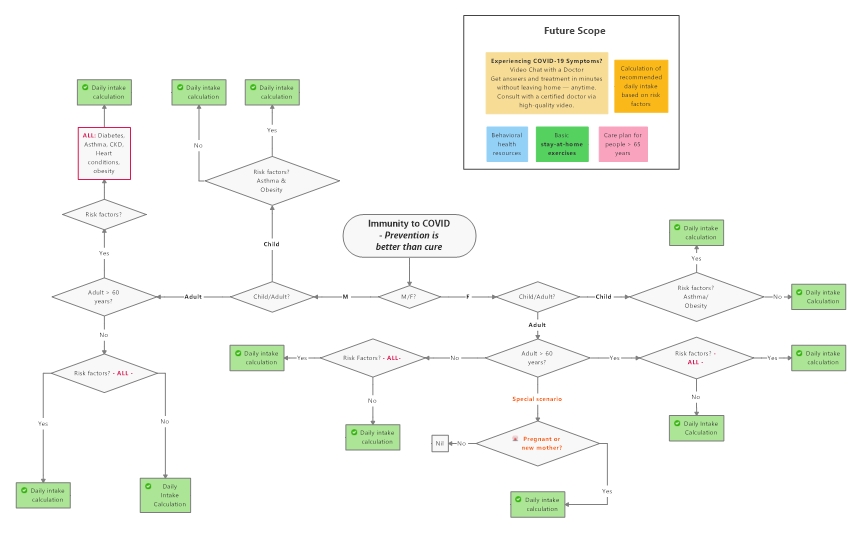 Future Scope
Experiencing COVID-19 Symptoms?
Video Chat with a Doctor
Get answers and treatment in minutes
without leaving home — anytime.
Consult with a certified doctor via
high-quality video.
Calculation of
recommended
daily intake
based on risk
factors
Behavioral
health
resources
Basic
stay-at-home
exercises
Care plan for
people > 65
years
Daily intake
calculation
Daily intake
calculation
Daily intake
calculation
ALL: Diabetes,
Asthma, CKD,
Heart
conditions,
obesity
No
Yes
Risk factors?
Asthma &
Obesity
Risk factors?
Immunity to COVID
- Prevention is
better than cure
Child
Yes
Daily intake
calculation
Yes
Adult > 60
years?
Adult
Child/Adult?
M
M/F?
F
Child/Adult?
Child
Risk factors?
Asthma/
Obesity
No
Daily intake
Calculation
Adult
No
Daily intake
calculation
Yes
Risk Factors? - ALL-
No
Adult > 60
years?
Yes
Risk factors? -
ALL -
Yes
Daily intake
calculation
Risk factors? - ALL -
No
Special scenario
No
Yes
No
Daily intake
calculation
Daily intake
Calculation
Nil
No
Pregnant or
new mother?
Yes
Daily intake
calculation
Daily
Intake
Calculation
Daily intake
calculation